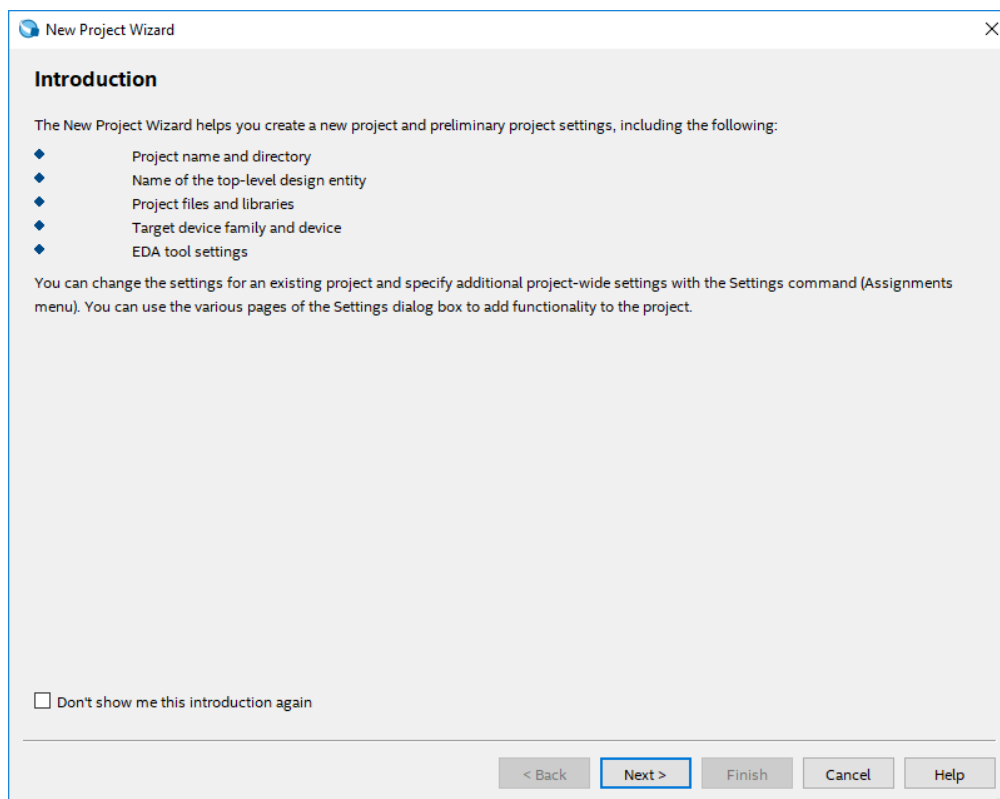 New Project Wizard
Introduction
The New Project Wizard helps you create a new project and preliminary project settings, including the following:
Project name and directory
Name of the top-level design entity
Project files and libraries
Target device family and device
EDA tool settings
You can change the settings for an existing project and specify additional project-wide settings with the Settings command (Assignments
menu). You can use the various pages of the Settings dialog box to add functionality to the project.
Don't show me this introduction again
< Back Next > Finish Cancel Help